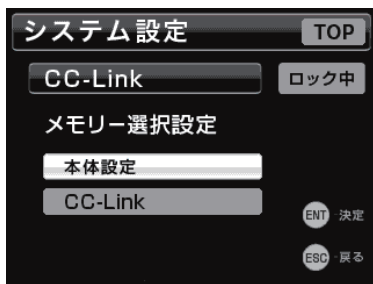 システム設定 TOP
CC-Link ロック中
メモリー選択設定
本体設定
CC-Link
ENT 決定
ESC 戻る